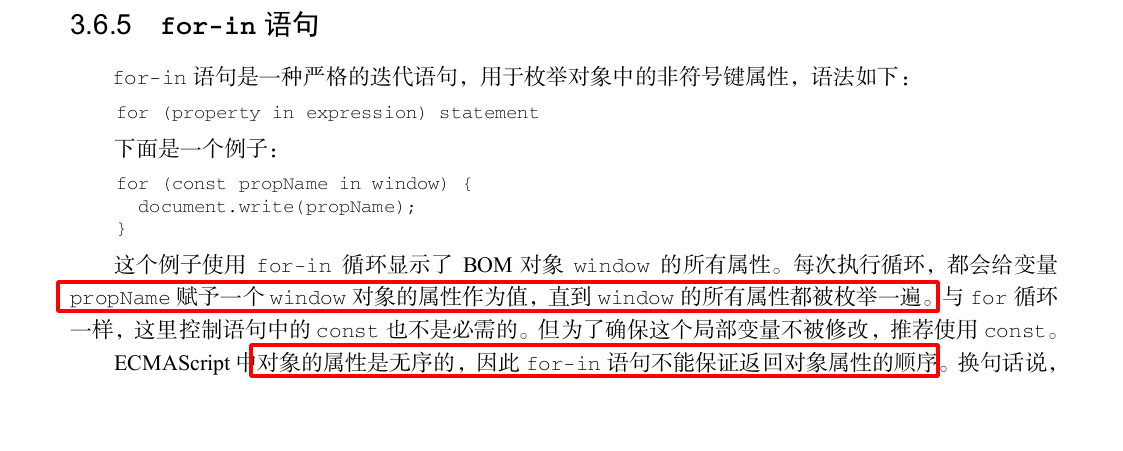 3.6.5 for-in 语句
for-in 语句是一种严格的迭代语句，用于枚举对象中的非符号键属性，语法如下：
for (property in expression) statement
下面是一个例子：
for (const propName in window) {
  document.write(propName);
}
这个例子使用 for-in 循环显示了 BOM 对象 window 的所有属性。每次执行循环，都会给变量
propName 赋予一个 window 对象的属性作为值，直到 window 的所有属性都被枚举一遍。与 for 循环
一样，这里控制语句中的 const 也不是必需的。但为了确保这个局部变量不被修改，推荐使用 const。
ECMAScript 中对象的属性是无序的，因此 for-in 语句不能保证返回对象属性的顺序。换句话说，